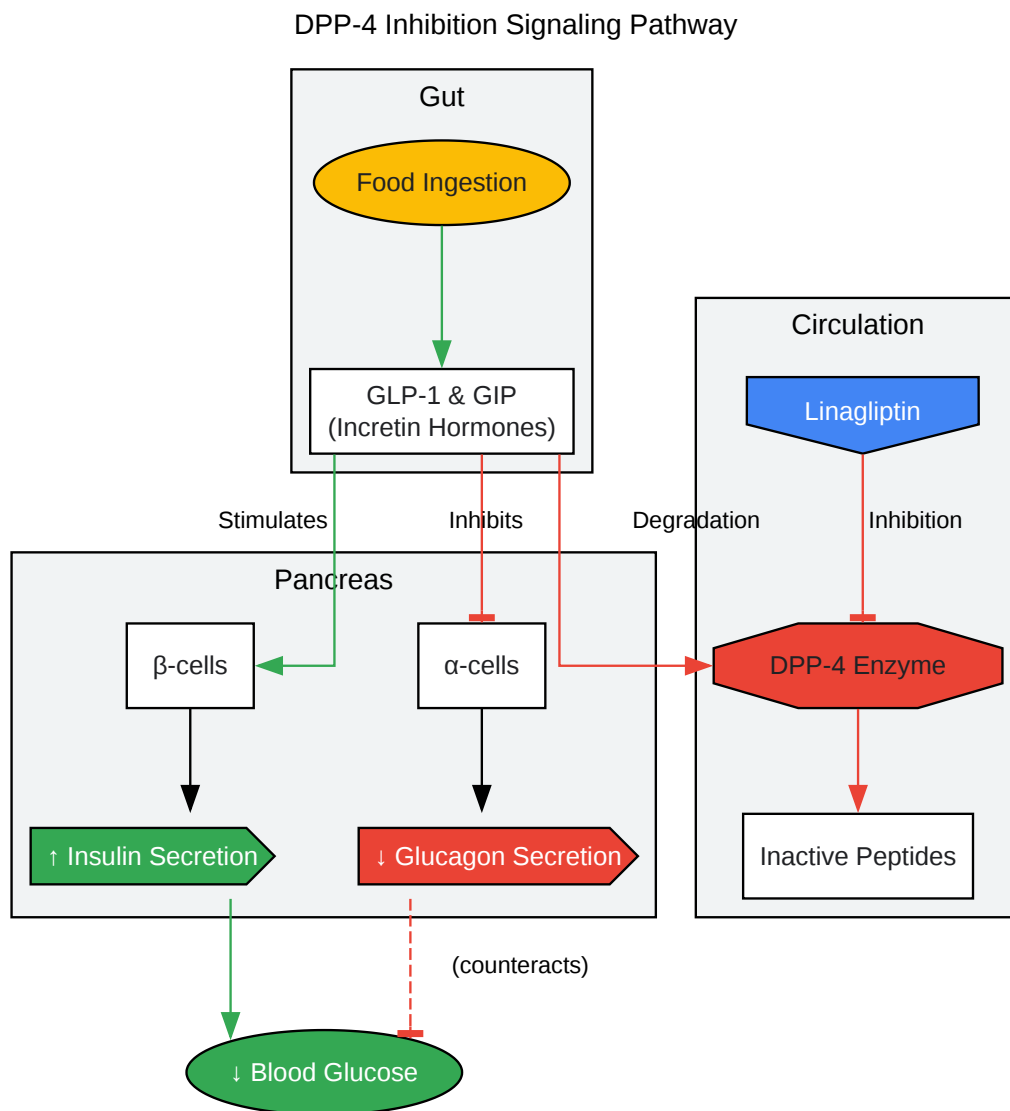 DPP-4 Inhibition Signaling Pathway
Gut
Food Ingestion
GLP-1 & GIP
(Incretin Hormones)
Circulation
Linagliptin
Stimulates
Inhibits
Degradation
Inhibition
Pancreas
β-cells
α-cells
DPP-4 Enzyme
↑ Insulin Secretion
↓ Glucagon Secretion
Inactive Peptides
(counteracts)
↓ Blood Glucose